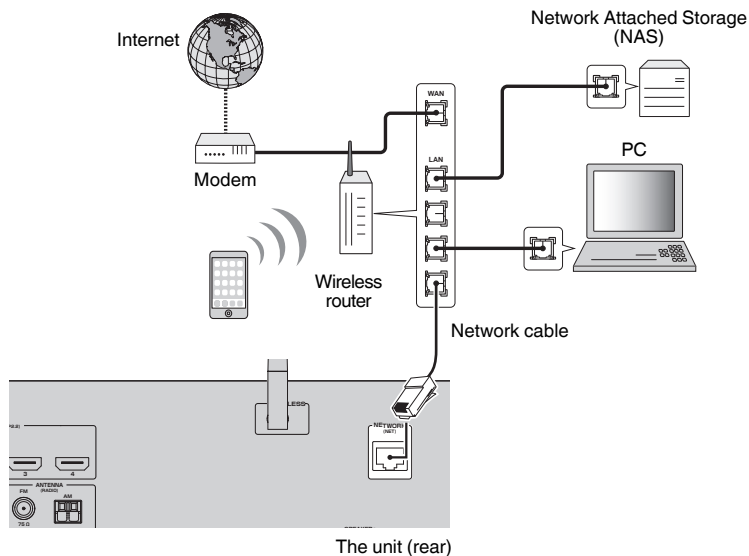 Network Attached Storage
(NAS)
Internet
WAN
PC
LAN
Modem
Wireless
router
Network cable
LESS
NETWORK
(NET)
3
4
ANTENNA
(RADIO)
FM
AM
75 Ω
The unit (rear)